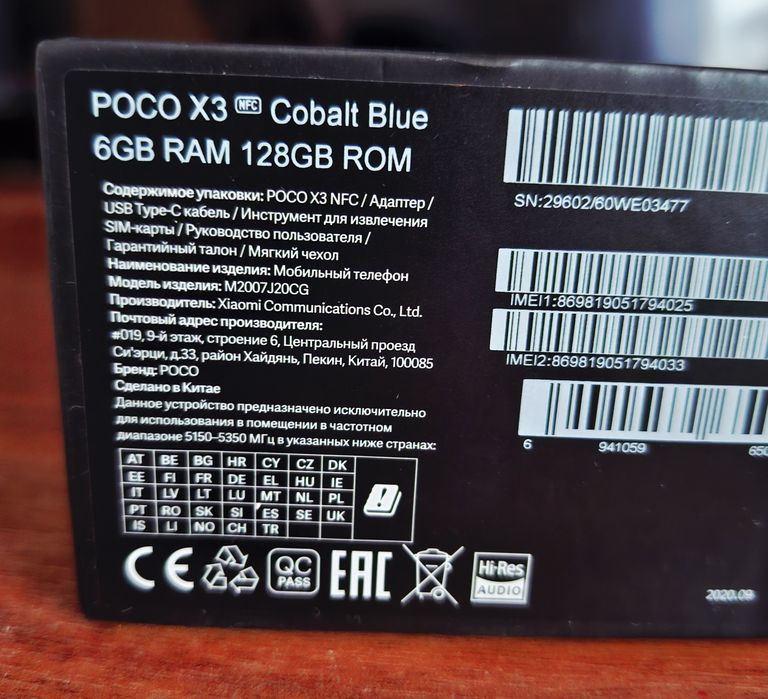 POCO X3 NFC Cobalt Blue
6GB RAM 128GB ROM
Содержимое упаковки: POCO X3 NFC / Адаптер /
USB Type-C кабель / Инструмент для извлечения
SIM-карты / Руководство пользователя /
Гарантийный талон / Мягкий чехол
Наименование изделия: Мобильный телефон
Модель изделия: M2007J20CG
Производитель: Xiaomi Communications Co., Ltd.
Почтовый адрес производителя:
#019, 9-й этаж, строение 6, Центральный проезд
Си'эрци, д.33, район Хайдянь, Пекин, Китай, 100085
Бренд: POCO
Сделано в Китае
Данное устройство предназначено исключительно
для использования в помещении в частотном
диапазоне 5150–5350 МГц в указанных ниже странах:
AT BE BG HR CY CZ DK
EE FI FR DE EL HU IE
IT LV LT LU MT NL PL
PT RO SK SI ES SE UK
IS LI NO CH TR
CE
QC
PASS
EAC
Hi-Res
AUDIO
SN:29602/60WE03477
IMEI1:869819051794025
IMEI2:869819051794033
6 941059 650
2020.09